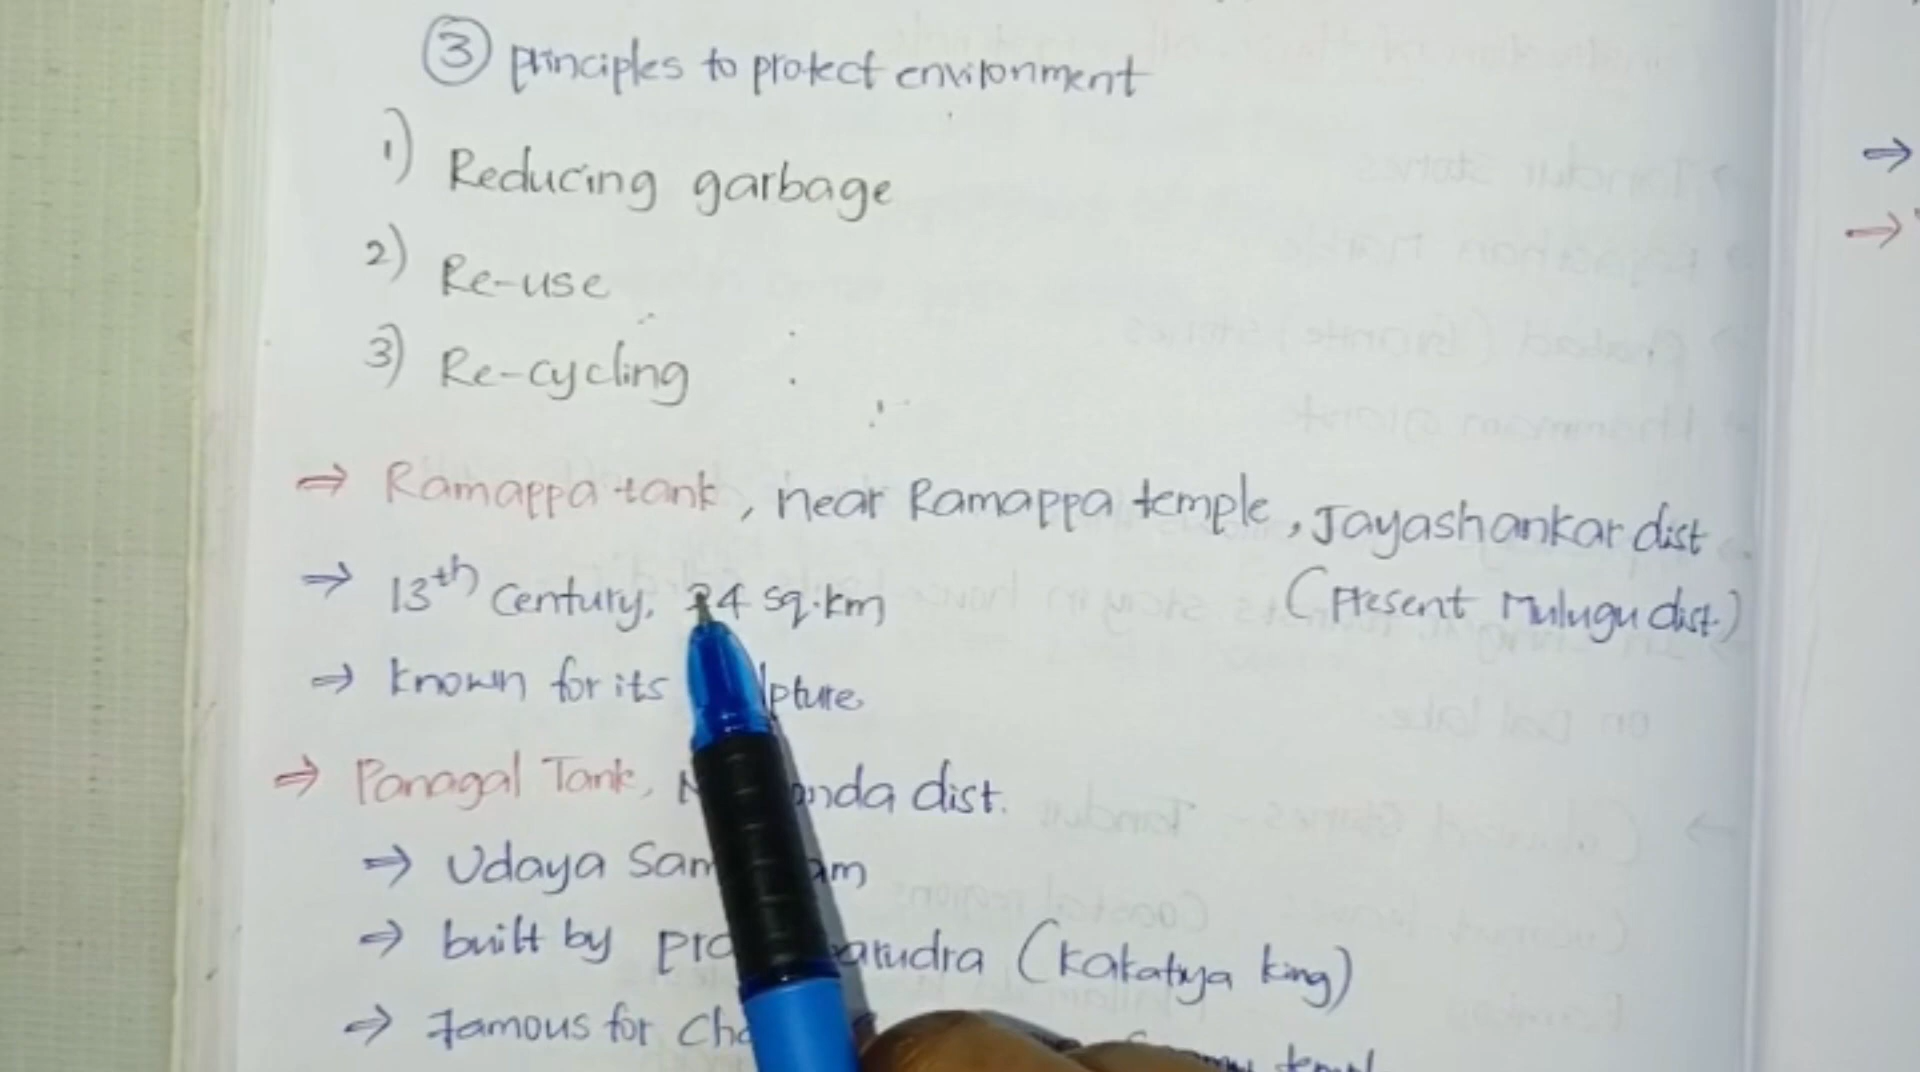 ③ principles to protect environment
1) Reducing garbage
2) Re-use
3) Re-cycling
⇒ Ramappa tank, near Ramappa temple, Jayashankar dist
(present Mulugu dist.)
⇒ 13th century, 24 sq.km
⇒ known for its
⇒ Panagal Tank, dist.
⇒ Udaya
⇒ built by (Kakatiya king)
⇒ famous for